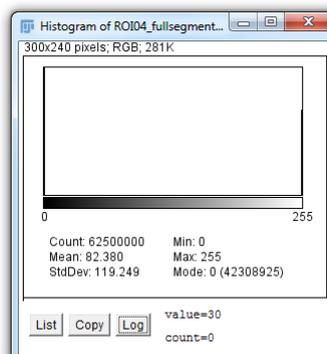 Histogram of ROI04_fullsegment...
300x240 pixels; RGB; 281K
0 255
Count: 62500000 Min: 0
Mean: 82.380 Max: 255
StdDev: 119.249 Mode: 0 (42308925)
List Copy Log value=30
count=0